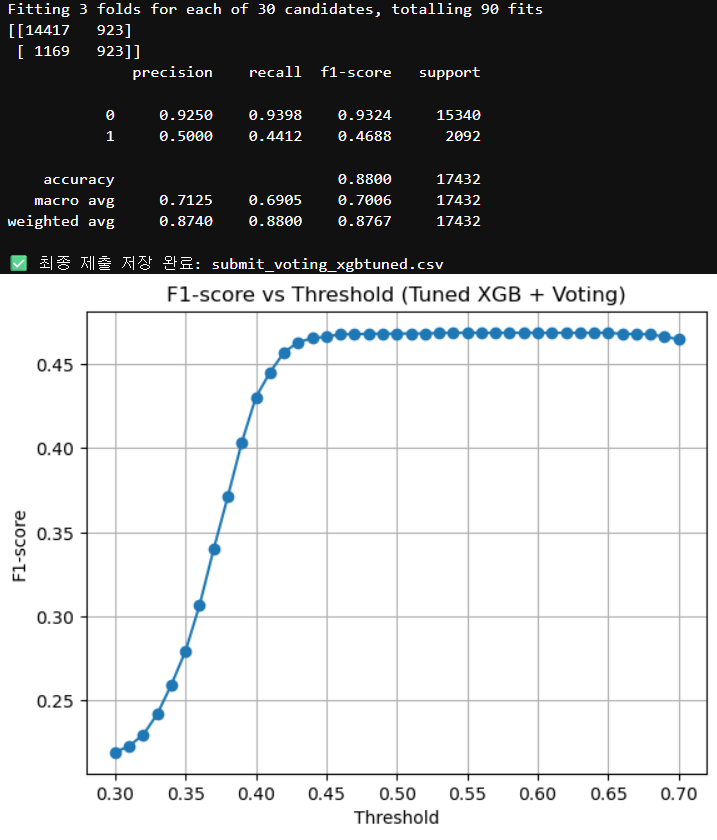 Fitting 3 folds for each of 30 candidates, totalling 90 fits
[[14417 923]
[ 1169 923]]
precision recall f1-score support
0 0.9250 0.9398 0.9324 15340
1 0.5000 0.4412 0.4688 2092
accuracy 0.8800 17432
macro avg 0.7125 0.6905 0.7006 17432
weighted avg 0.8740 0.8800 0.8767 17432
✅ 최종 제출 저장 완료: submit_voting_xgbtuned.csv
F1-score vs Threshold (Tuned XGB + Voting)
F1-score
0.45
0.40
0.35
0.30
0.25
0.30 0.35 0.40 0.45 0.50 0.55 0.60 0.65 0.70
Threshold